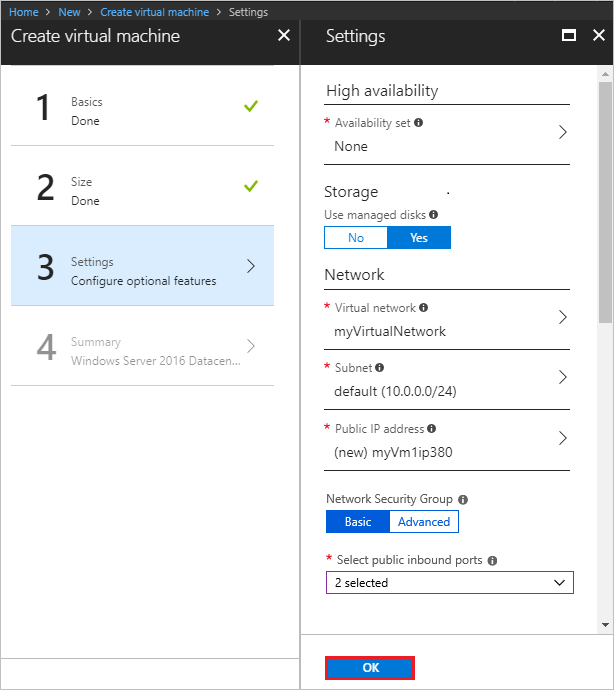 Home > New > Create virtual machine > Settings
Create virtual machine
1
Basics
Done
2
Size
Done
3
Settings
Configure optional features
4
Summary
Windows Server 2016 Datacen...
Settings
High availability
* Availability set
None
Storage
Use managed disks
No Yes
Network
* Virtual network
myVirtualNetwork
* Subnet
default (10.0.0.0/24)
* Public IP address
(new) myVm1ip380
Network Security Group
Basic Advanced
* Select public inbound ports
2 selected
OK